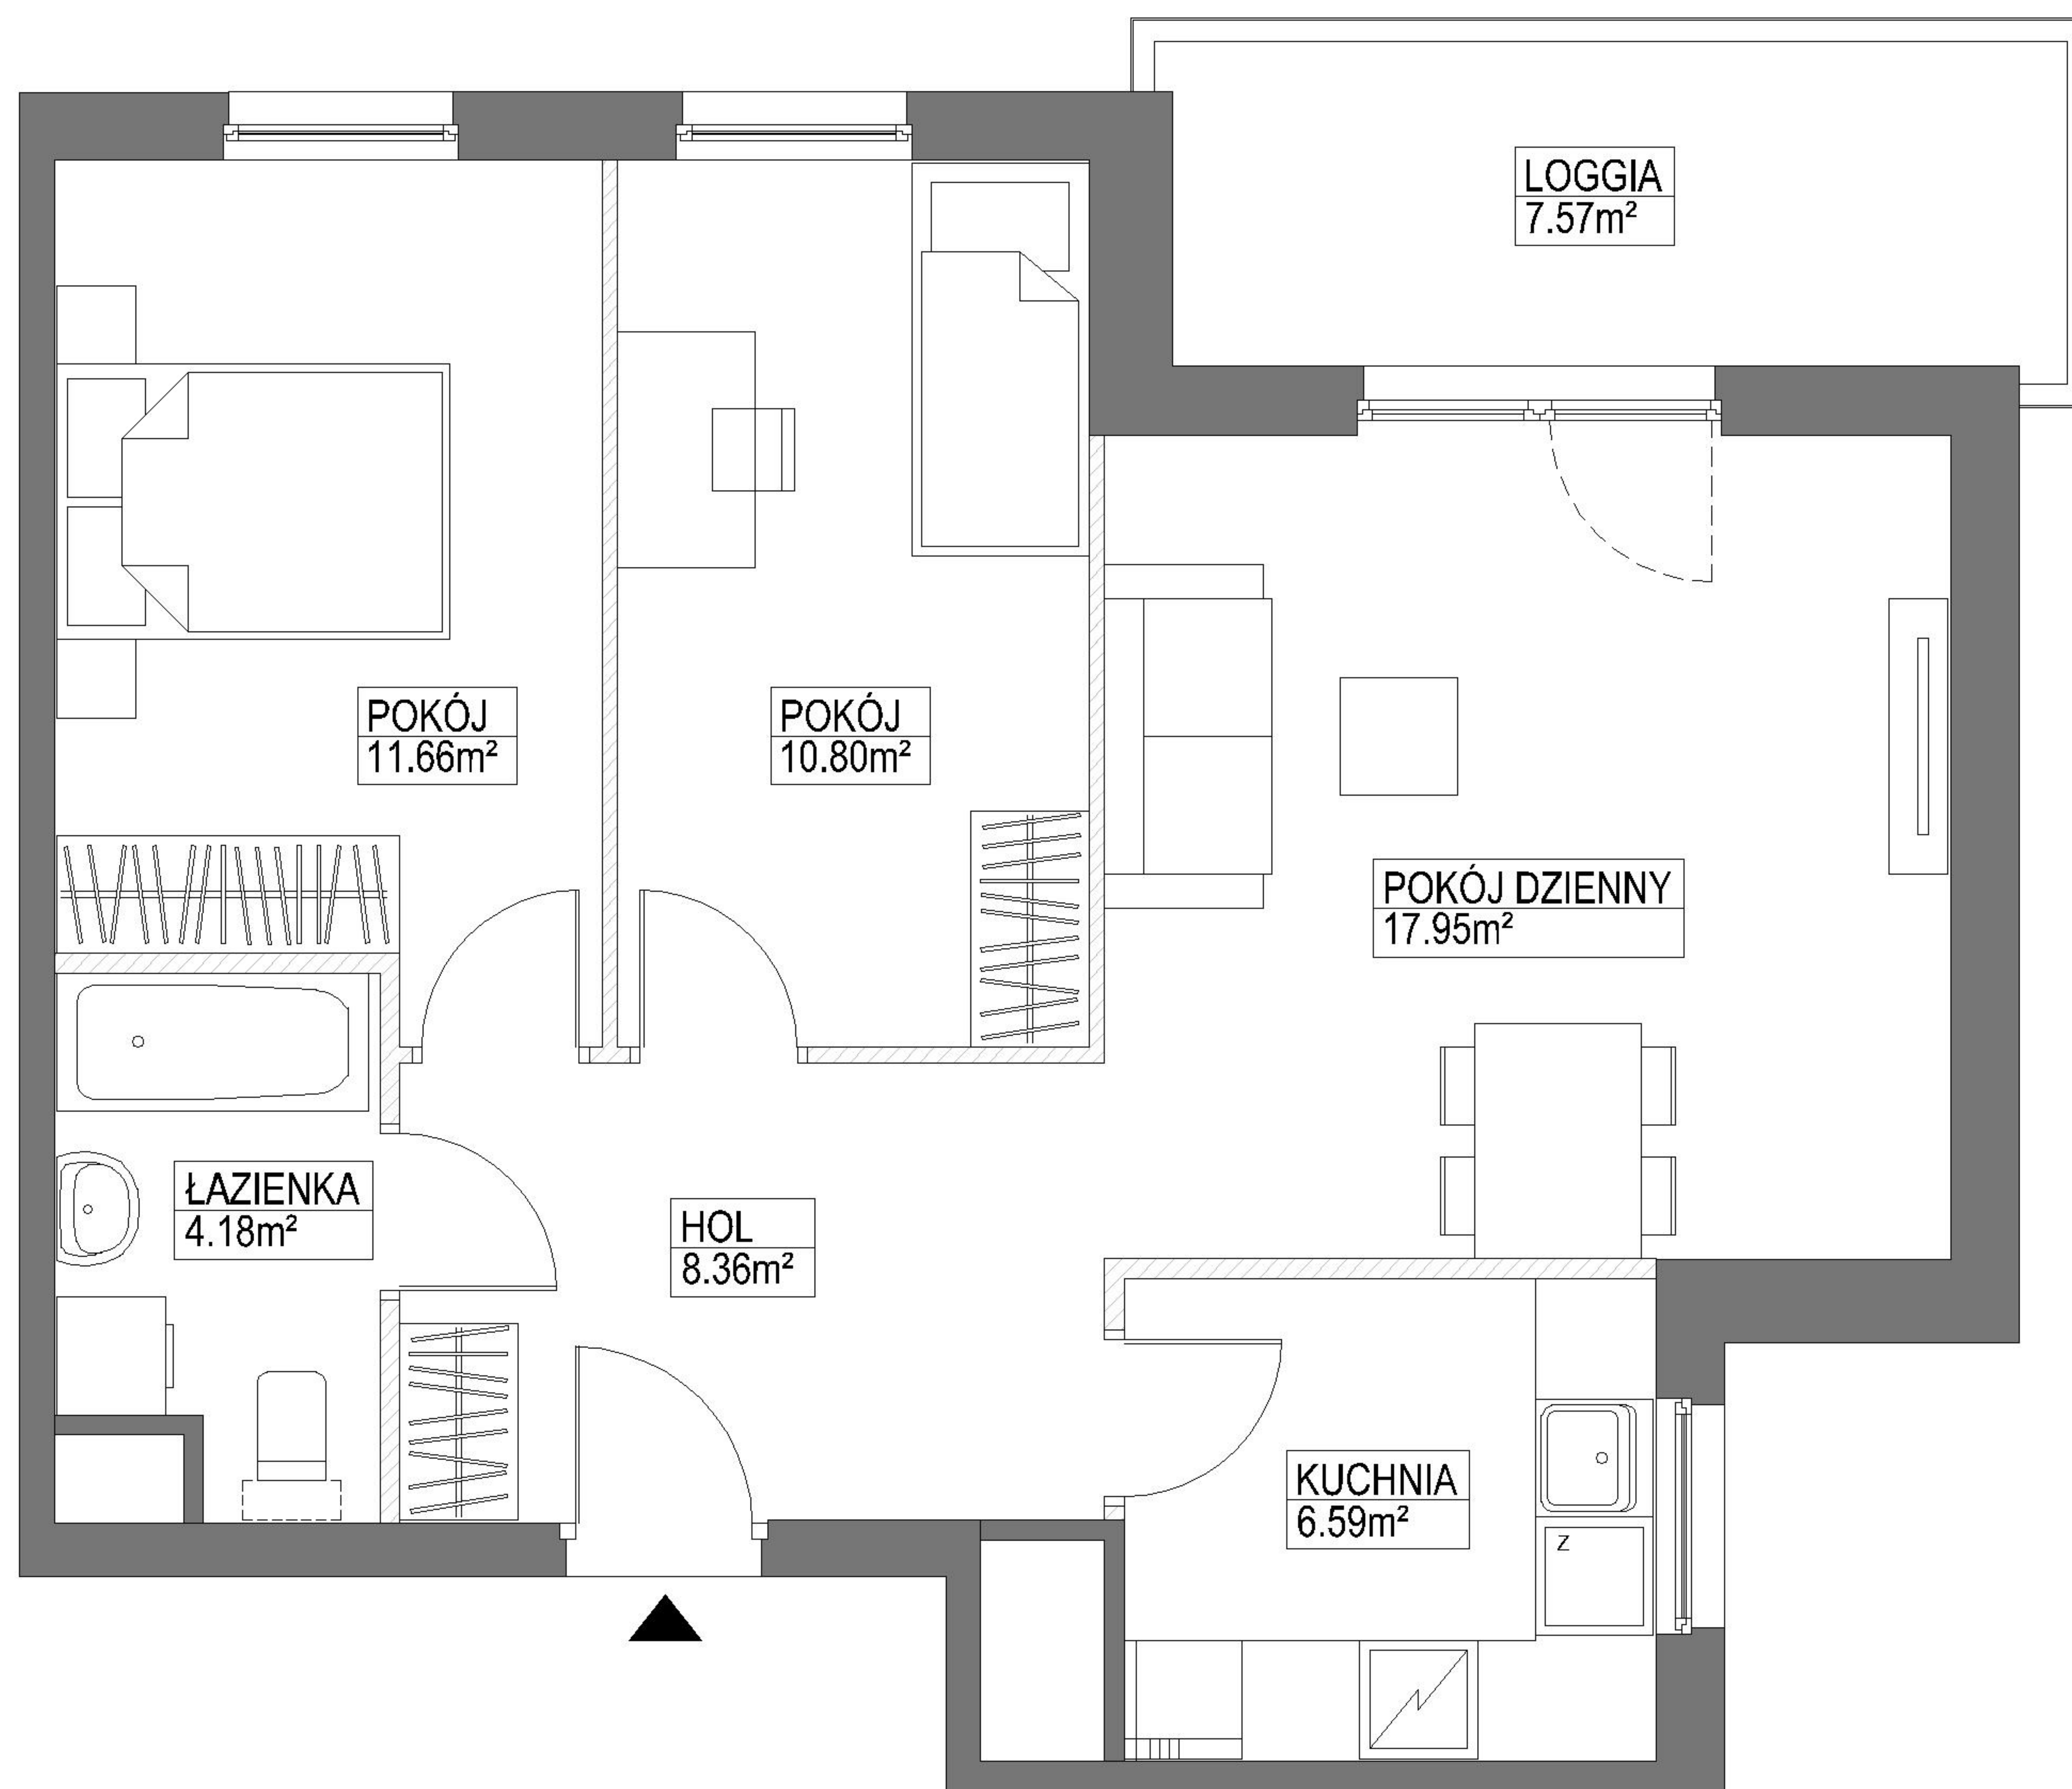 LOGGIA
7.57m²
POKÓJ
11.66m²
POKÓJ
10.80m²
POKÓJ DZIENNY
17.95m²
ŁAZIENKA
4.18m²
HOL
8.36m²
KUCHNIA
6.59m²
Z